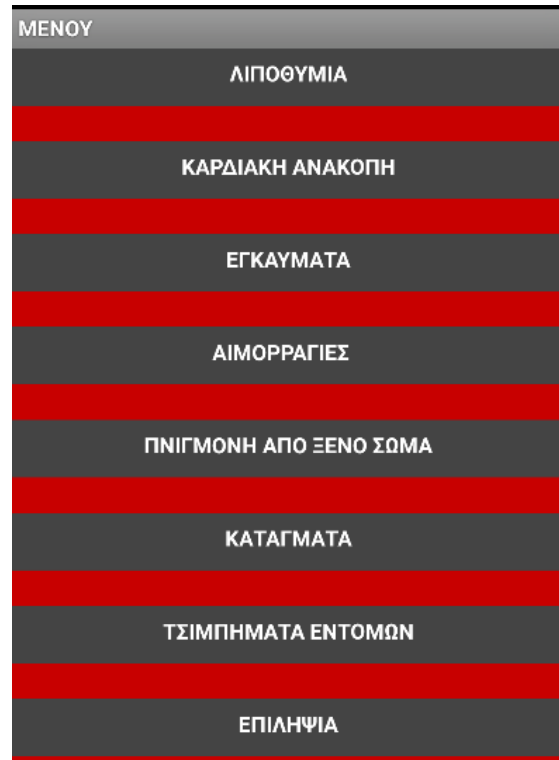 ΜΕΝΟΥ
ΛΙΠΟΘΥΜΙΑ
ΚΑΡΔΙΑΚΗ ΑΝΑΚΟΠΗ
ΕΓΚΑΥΜΑΤΑ
ΑΙΜΟΡΡΑΓΙΕΣ
ΠΝΙΓΜΟΝΗ ΑΠΟ ΞΕΝΟ ΣΩΜΑ
ΚΑΤΑΓΜΑΤΑ
ΤΣΙΜΠΗΜΑΤΑ ΕΝΤΟΜΩΝ
ΕΠΙΛΗΨΙΑ